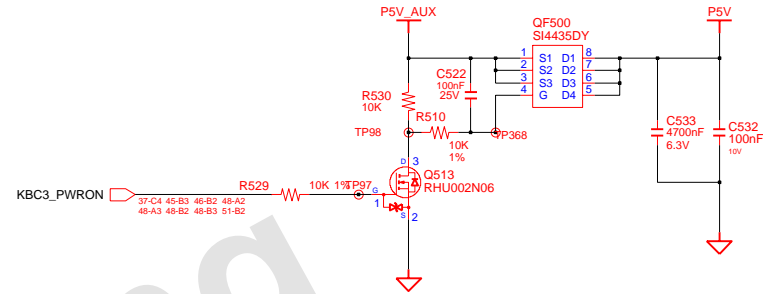 P5V_AUX
QF500
SI4435DY
P5V
1 S1 D1 8
2 S2 D2 7
3 S3 D3 6
4 G D4 5
C522
100nF
25V
R530
10K
R510
10K
1%
TP98
TP368
C533
4700nF
6.3V
C532
100nF
10V
D 3
Q513
RHU002N06
KBC3_PWRON
R529
10K 1%
TP97
G
1
S
2
37-C4 45-B3 46-B2 48-A2
48-A3 48-B2 48-B3 51-B2